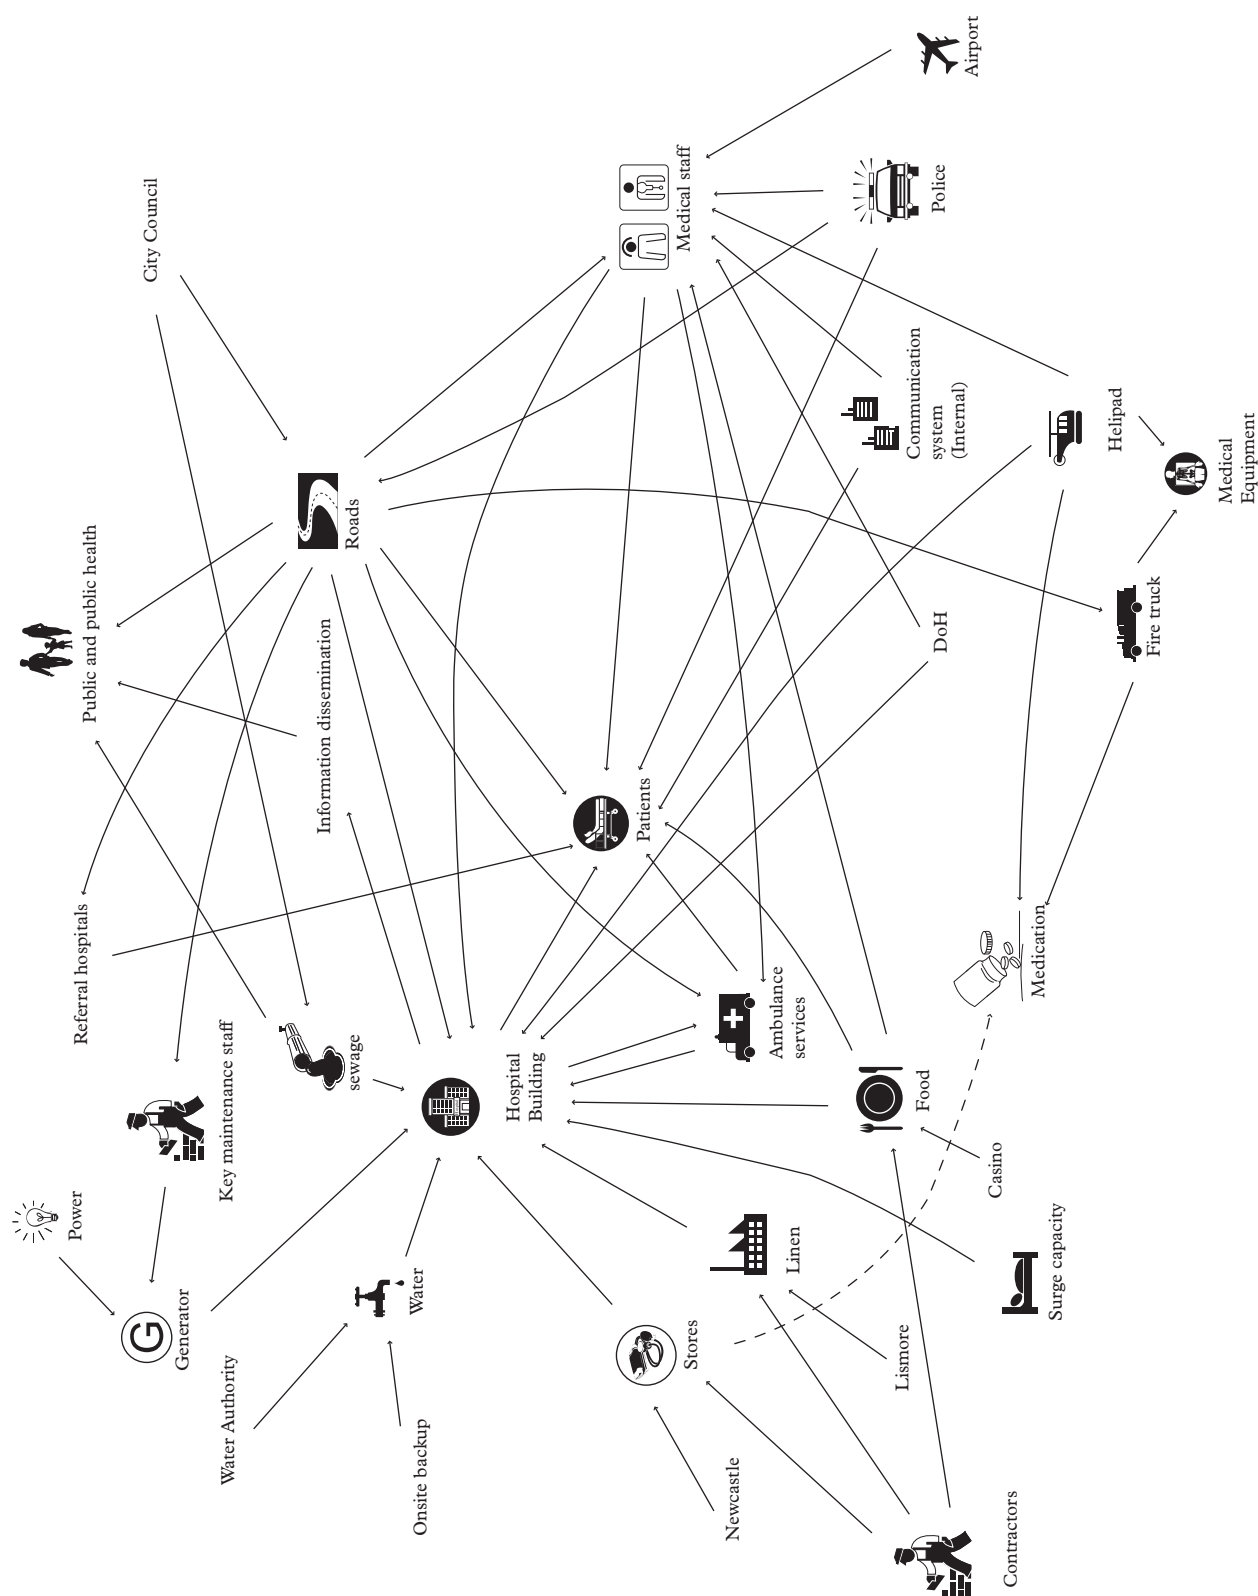 Airport
Medical staff
Police
City Council
Communication
system
(Internal)
Helipad
Medical
Equipment
Roads
Public and public health
Fire truck
DoH
Information dissemination
Patients
Medication
Referral hospitals
Ambulance
services
Key maintenance staff
sewage
Hospital
Building
Food
Casino
Power
Surge capacity
Linen
Water
G
Generator
Stores
Lismore
Water Authority
Onsite backup
Newcastle
Contractors